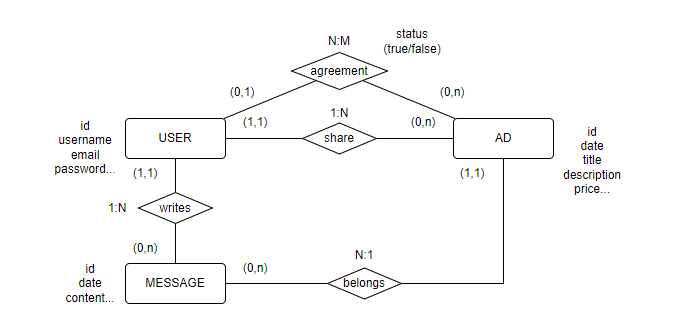 status
(true/false)
N:M
agreement
(0,1)
(0,n)
id
username
email
password...
USER
(1,1)
1:N
share
(0,n)
AD
id
date
title
description
price...
(1,1)
(1,1)
1:N
writes
(0,n)
id
date
content...
MESSAGE
(0,n)
N:1
belongs